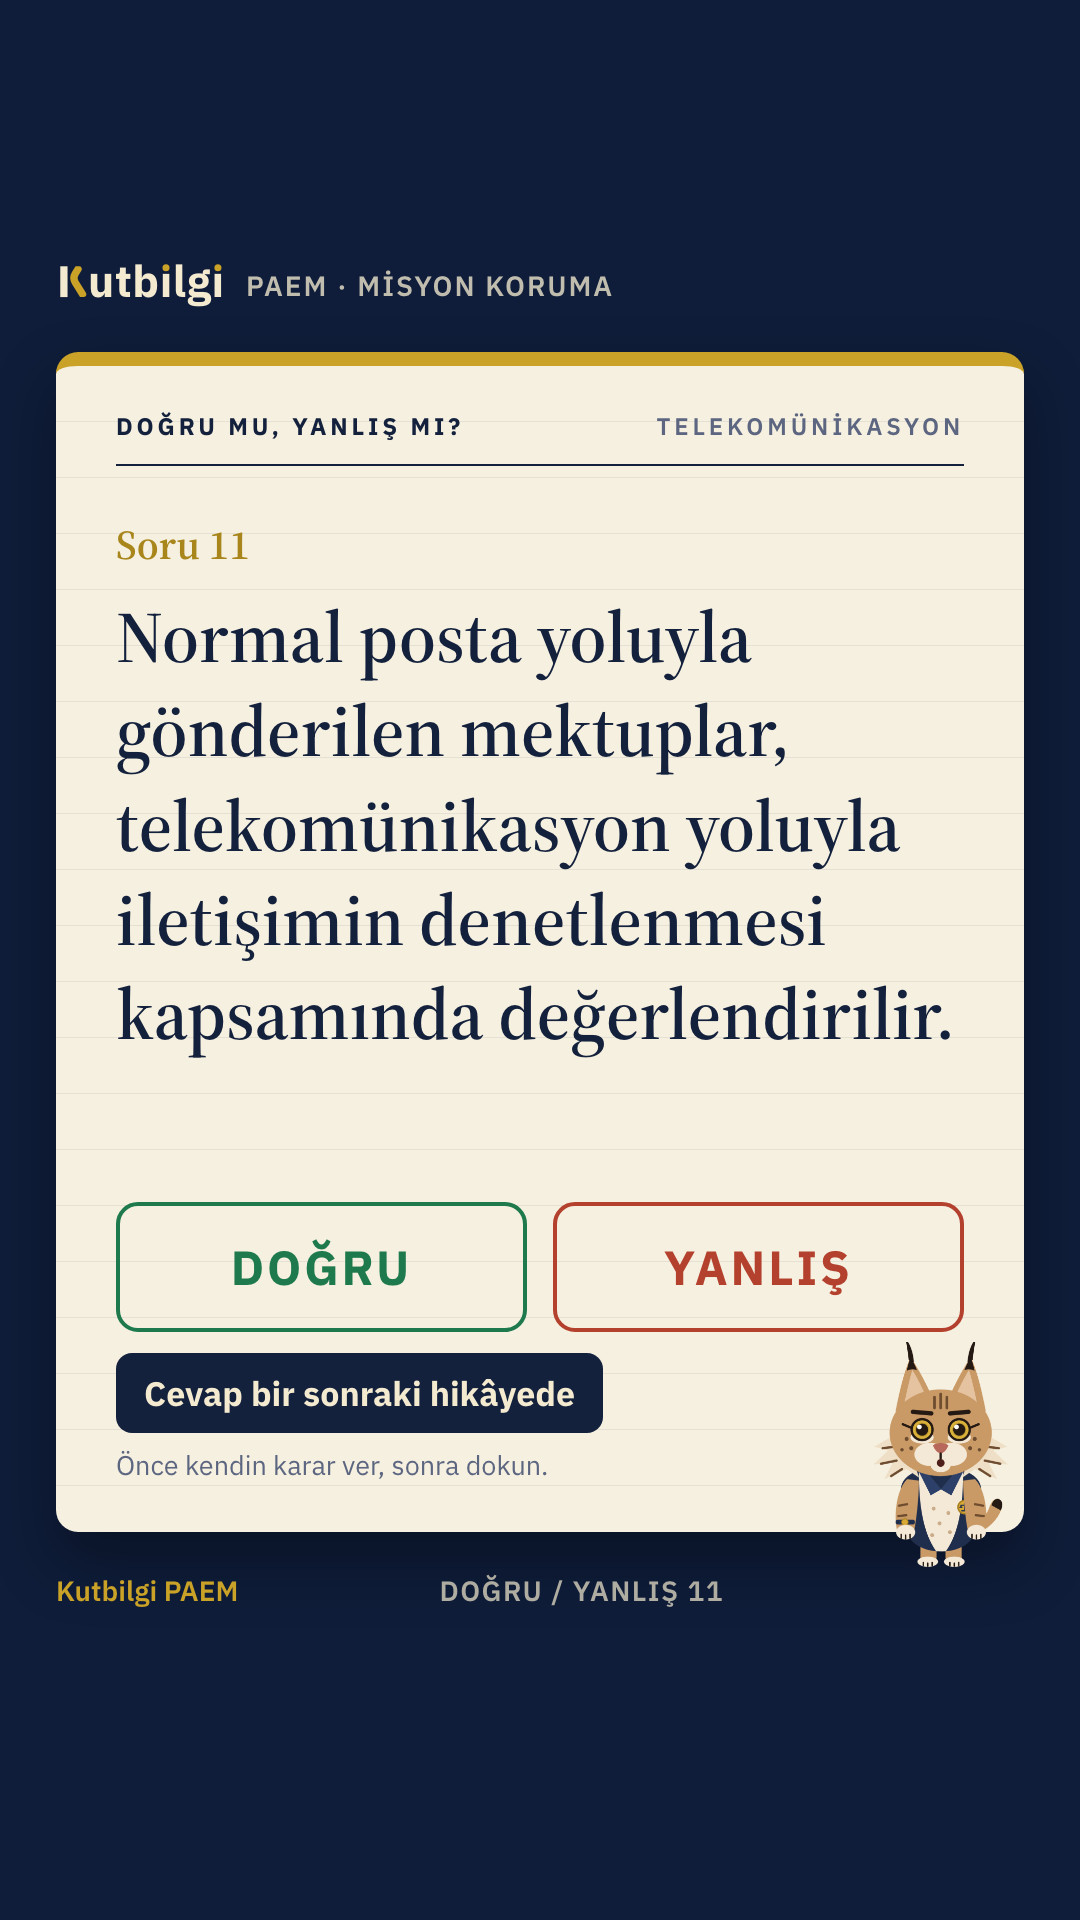 Kutbilgi PAEM · MİSYON KORUMA
DOĞRU MU, YANLIŞ MI? TELEKOMÜNİKASYON
Soru 11
Normal posta yoluyla
gönderilen mektuplar,
telekomünikasyon yoluyla
iletişimin denetlenmesi
kapsamında değerlendirilir.
DOĞRU YANLIŞ
Cevap bir sonraki hikâyede
Önce kendin karar ver, sonra dokun.
Kutbilgi PAEM DOĞRU / YANLIŞ 11